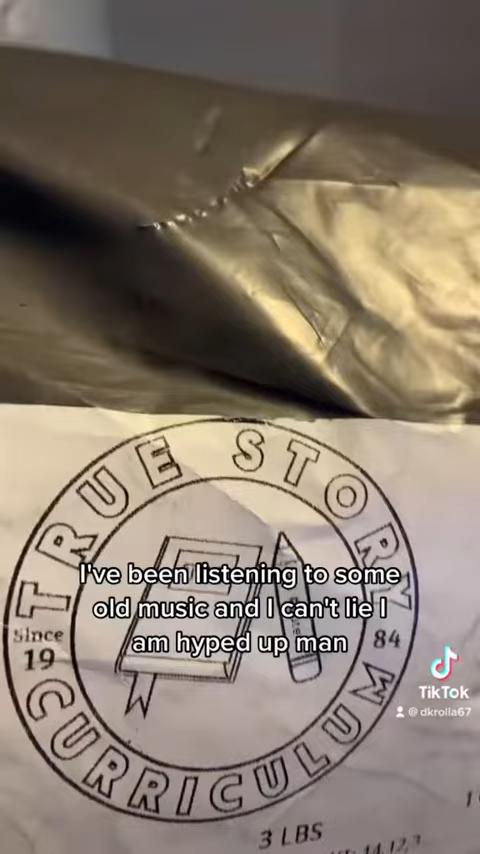 TRUE STORY
I've been listening to some
old music and I can't lie I
am hyped up man
Since
19
84
TikTok
@ dkrolla67
CURRICULUM
3 LBS